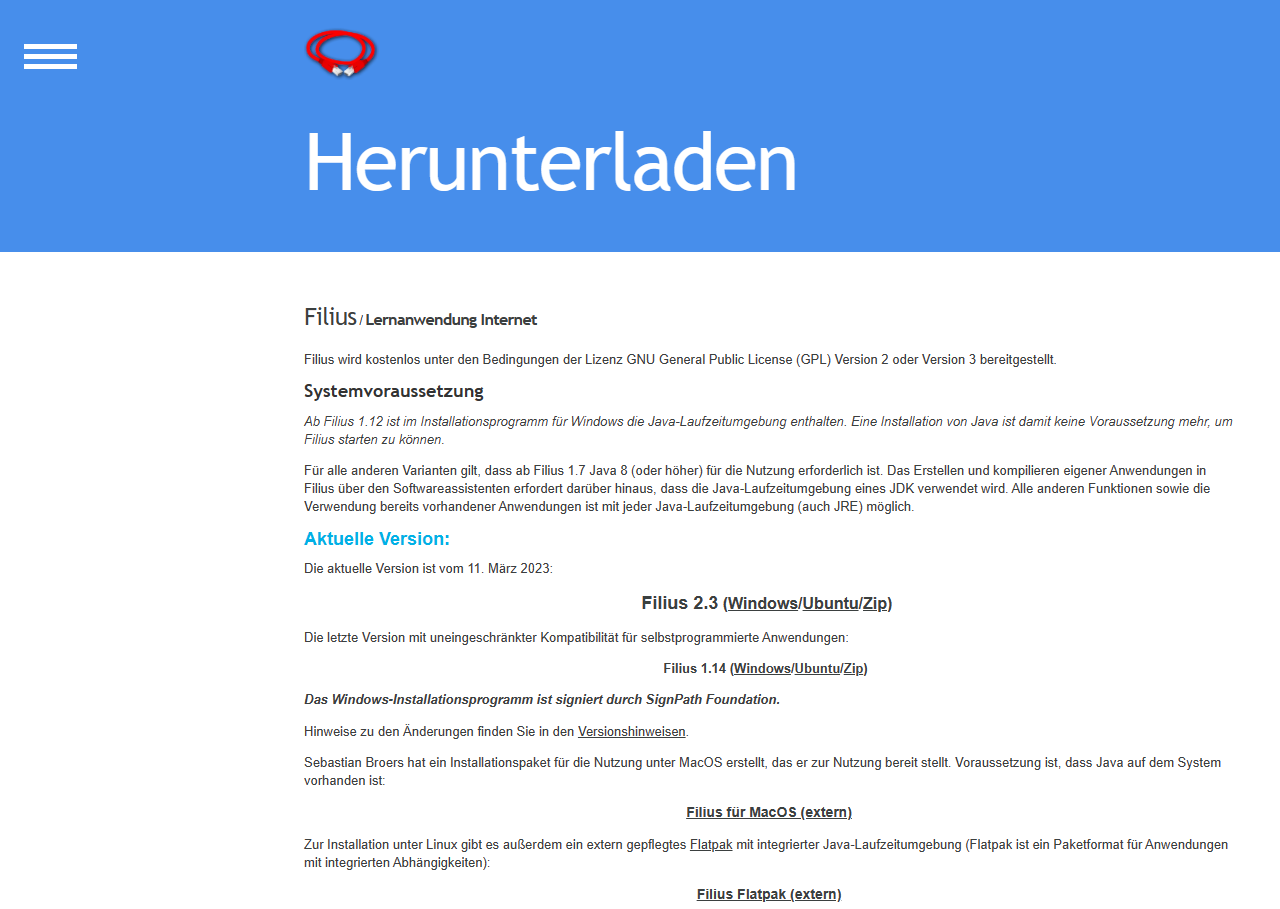 Herunterladen
Filius / Lernanwendung Internet
Filius wird kostenlos unter den Bedingungen der Lizenz GNU General Public License (GPL) Version 2 oder Version 3 bereitgestellt.
Systemvoraussetzung
Ab Filius 1.12 ist im Installationsprogramm für Windows die Java-Laufzeitumgebung enthalten. Eine Installation von Java ist damit keine Voraussetzung mehr, um
Filius starten zu können.
Für alle anderen Varianten gilt, dass ab Filius 1.7 Java 8 (oder höher) für die Nutzung erforderlich ist. Das Erstellen und kompilieren eigener Anwendungen in
Filius über den Softwareassistenten erfordert darüber hinaus, dass die Java-Laufzeitumgebung eines JDK verwendet wird. Alle anderen Funktionen sowie die
Verwendung bereits vorhandener Anwendungen ist mit jeder Java-Laufzeitumgebung (auch JRE) möglich.
Aktuelle Version:
Die aktuelle Version ist vom 11. März 2023:
Filius 2.3 (Windows/Ubuntu/Zip)
Die letzte Version mit uneingeschränkter Kompatibilität für selbstprogrammierte Anwendungen:
Filius 1.14 (Windows/Ubuntu/Zip)
Das Windows-Installationsprogramm ist signiert durch SignPath Foundation.
Hinweise zu den Änderungen finden Sie in den Versionshinweisen.
Sebastian Broers hat ein Installationspaket für die Nutzung unter MacOS erstellt, das er zur Nutzung bereit stellt. Voraussetzung ist, dass Java auf dem System
vorhanden ist:
Filius für MacOS (extern)
Zur Installation unter Linux gibt es außerdem ein extern gepflegtes Flatpak mit integrierter Java-Laufzeitumgebung (Flatpak ist ein Paketformat für Anwendungen
mit integrierten Abhängigkeiten):
Filius Flatpak (extern)